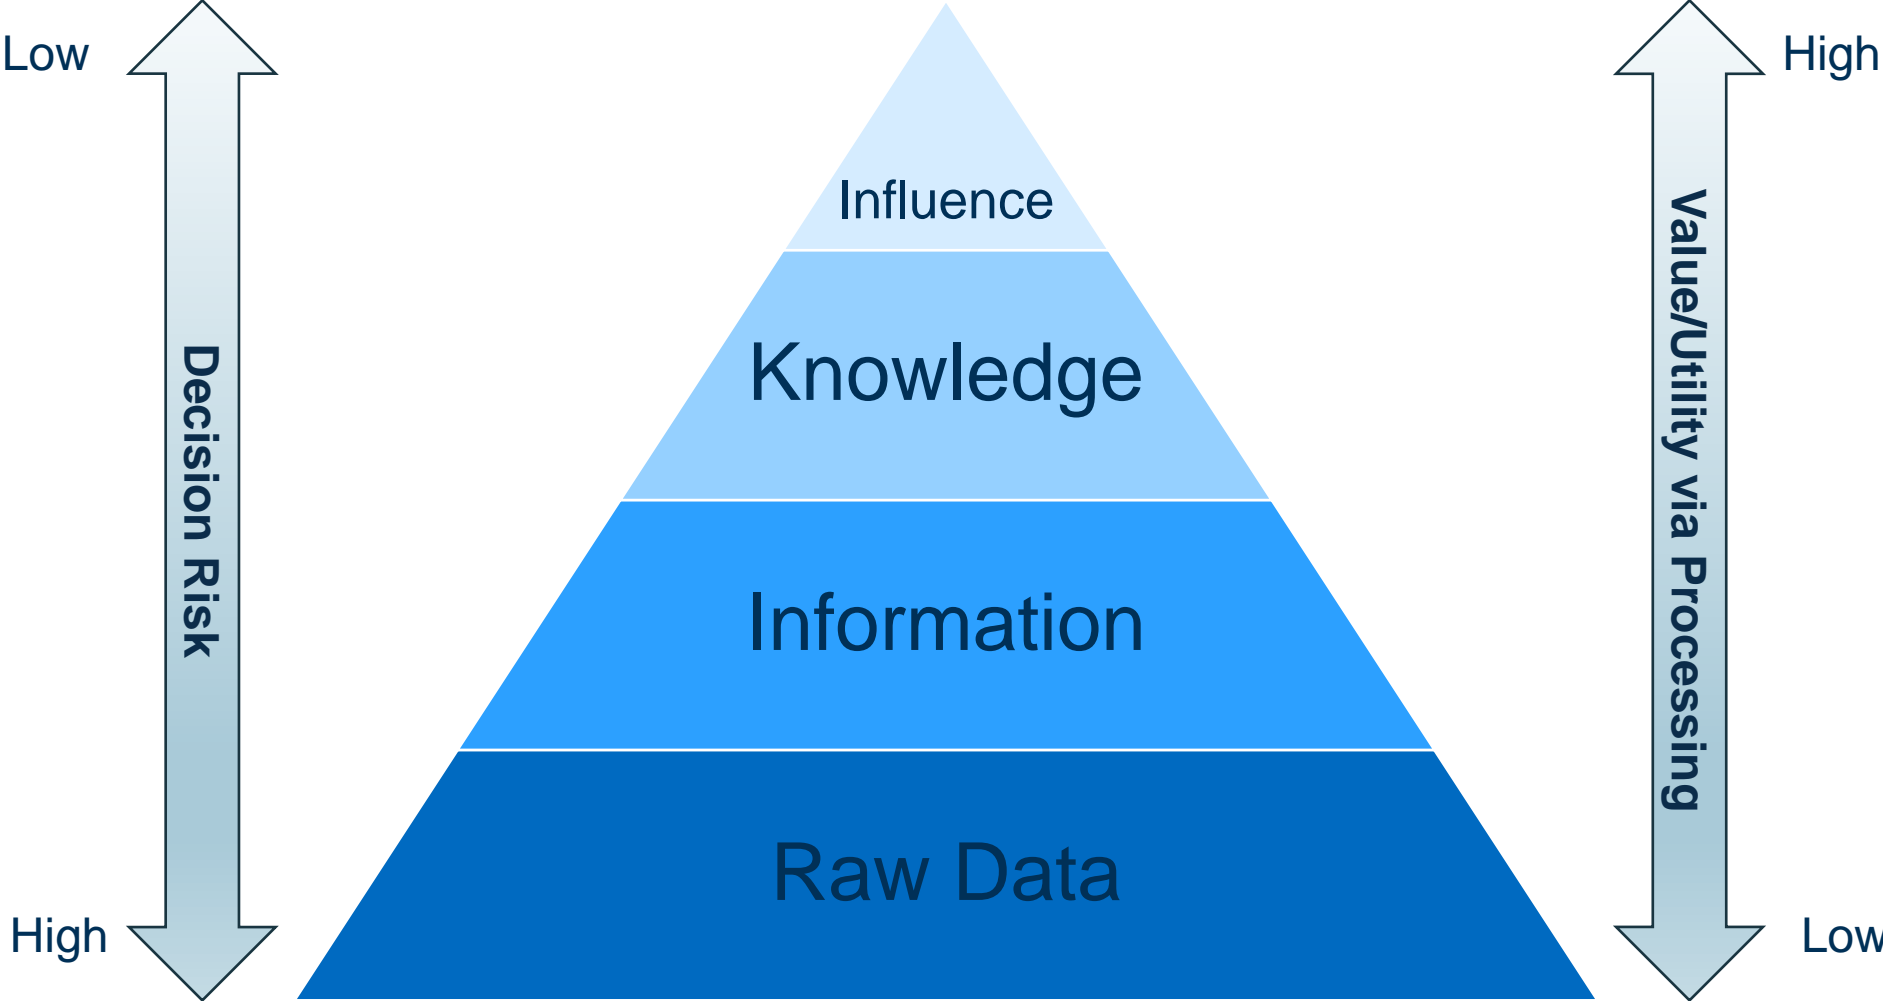 Low
High
Influence
Knowledge
Information
Raw Data
Decision Risk
Value/Utility via Processing
High
Low